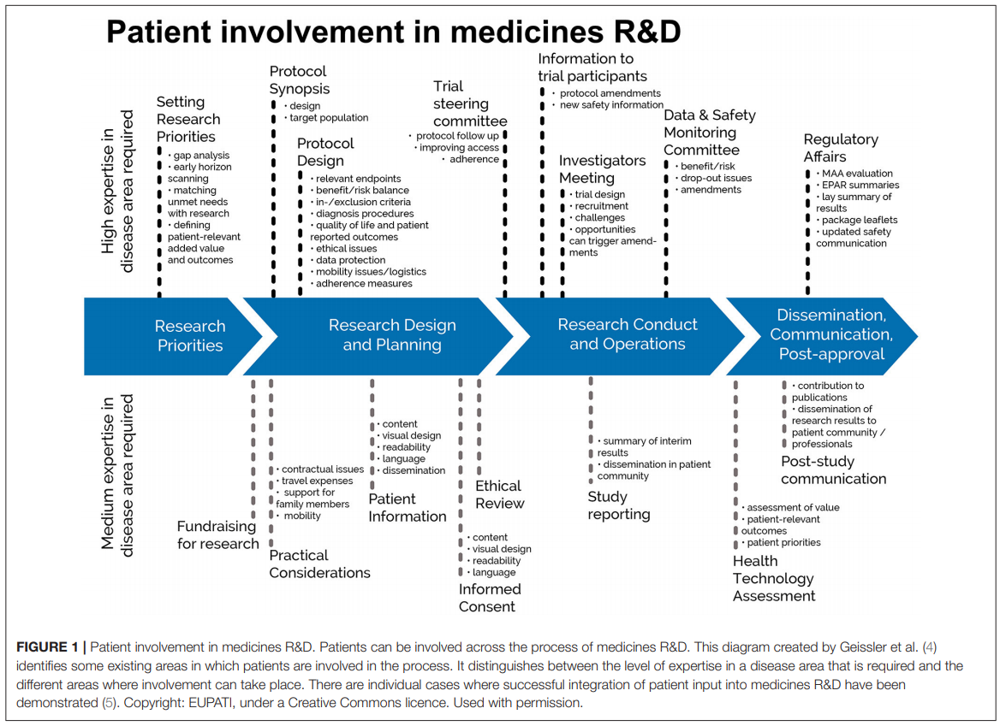 Patient involvement in medicines R&D
High expertise in
disease area required
Setting
Research
Priorities
• gap analysis
• early horizon
scanning
• matching
unmet needs
with research
• defining
patient-relevant
added value
and outcomes
Protocol
Synopsis
• design
• target population
Protocol
Design
• relevant endpoints
• benefit/risk balance
• in-/exclusion criteria
• diagnosis procedures
• quality of life and patient
reported outcomes
• ethical issues
• data protection
• mobility issues/logistics
• adherence measures
Trial
steering
committee
• protocol follow up
• improving access
• adherence
Information to
trial participants
• protocol amendments
• new safety information
Investigators
Meeting
• trial design
• recruitment
• challenges
• opportunities
can trigger amend-
ments
Data & Safety
Monitoring
Committee
• benefit/risk
• drop-out issues
• amendments
Regulatory
Affairs
• MAA evaluation
• EPAR summaries
• lay summary of
results
• package leaflets
• updated safety
communication
Research
Priorities
Research Design
and Planning
Research Conduct
and Operations
Dissemination,
Communication,
Post-approval
Medium expertise in
disease area required
Fundraising
for research
• contractual issues
• travel expenses
• support for
family members
• mobility
Practical
Considerations
• content
• visual design
• readability
• language
• dissemination
Patient
Information
Ethical
Review
• content
• visual design
• readability
• language
Informed
Consent
• summary of interim
results
• dissemination in patient
community
Study
reporting
• contribution to
publications
• dissemination of
research results to
patient community /
professionals
Post-study
communication
• assessment of value
• patient-relevant
outcomes
• patient priorities
Health
Technology
Assessment
FIGURE 1 | Patient involvement in medicines R&D. Patients can be involved across the process of medicines R&D. This diagram created by Geissler et al. (4)
identifies some existing areas in which patients are involved in the process. It distinguishes between the level of expertise in a disease area that is required and the
different areas where involvement can take place. There are individual cases where successful integration of patient input into medicines R&D have been
demonstrated (5). Copyright: EUPATI, under a Creative Commons licence. Used with permission.